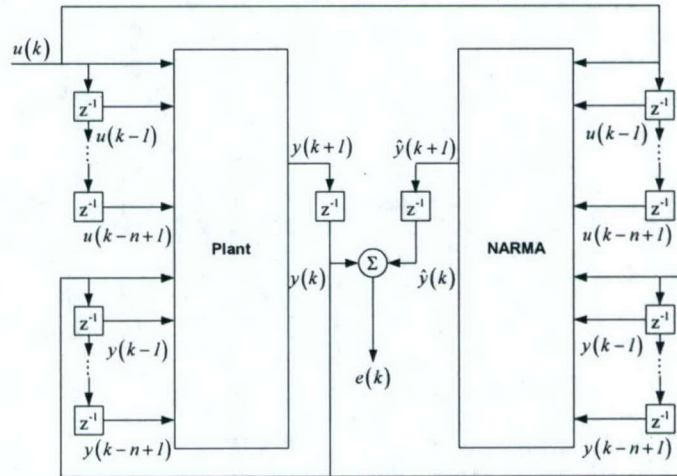 u(k)
z⁻¹
z⁻¹
u(k-1)
u(k-1)
y(k+1)
ŷ(k+1)
z⁻¹
z⁻¹
z⁻¹
z⁻¹
u(k-n+1)
Plant
NARMA
u(k-n+1)
Σ
y(k)
ŷ(k)
z⁻¹
z⁻¹
y(k-1)
y(k-1)
e(k)
z⁻¹
z⁻¹
y(k-n+1)
y(k-n+1)